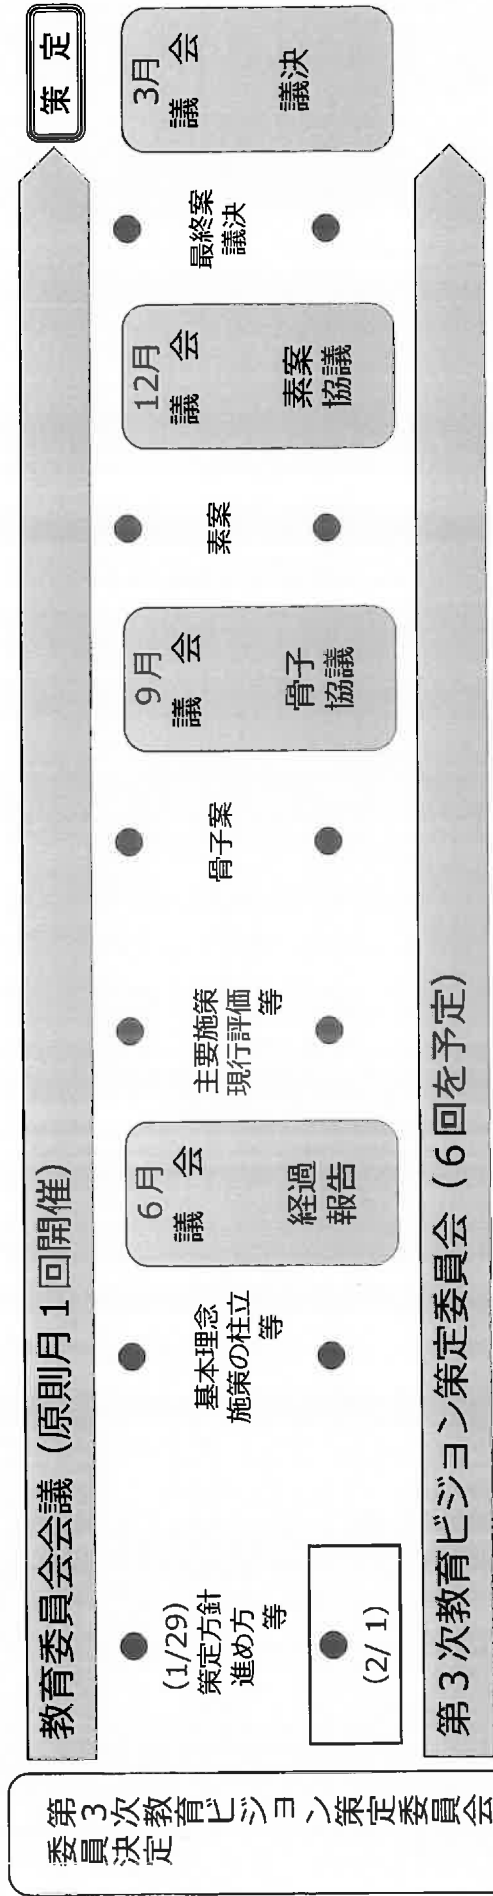 第３次教育ビジョン策定委員会
委員決定
教育委員会会議（原則月１回開催）
策 定
(1/29)
策定方針
進め方
等
(2/1)
基本理念
施策の柱立
等
6月
議　会
経過
報告
主要施策
現行評価
等
骨子案
9月
議　会
骨子
協議
素案
12月
議　会
素案
協議
最終案
議決
3月
議　会
議決
第３次教育ビジョン策定委員会（６回を予定）